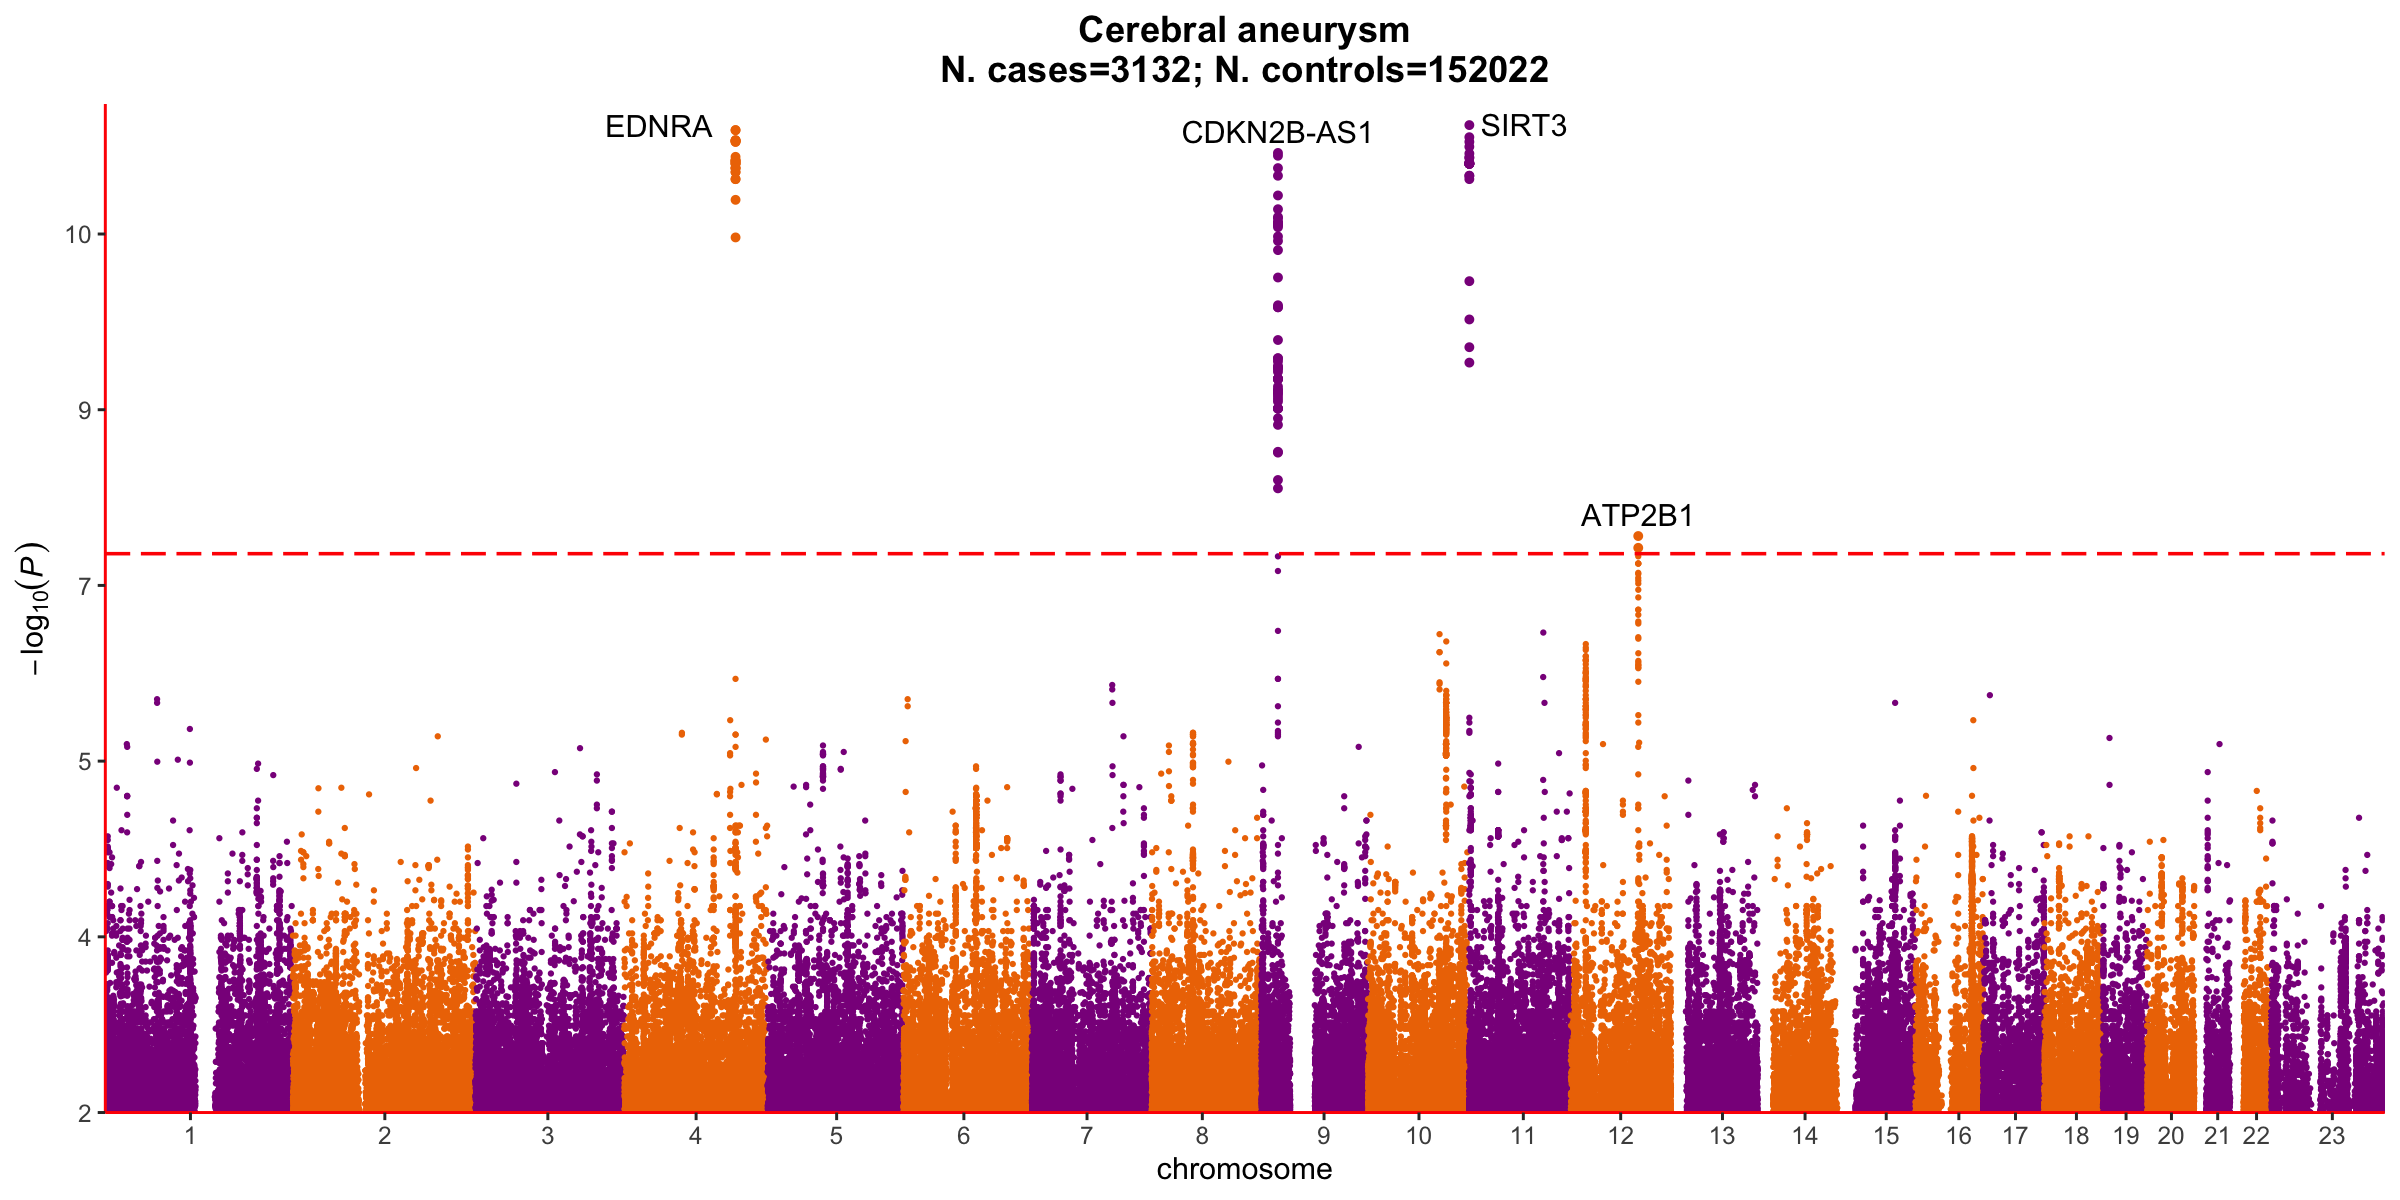 Cerebral aneurysm
N. cases=3132; N. controls=152022
EDNRA
CDKN2B-AS1
SIRT3
ATP2B1
10
9
7
5
4
2
−log10(P)
1 2 3 4 5 6 7 8 9 10 11 12 13 14 15 16 17 18 19 20 21 22 23
chromosome